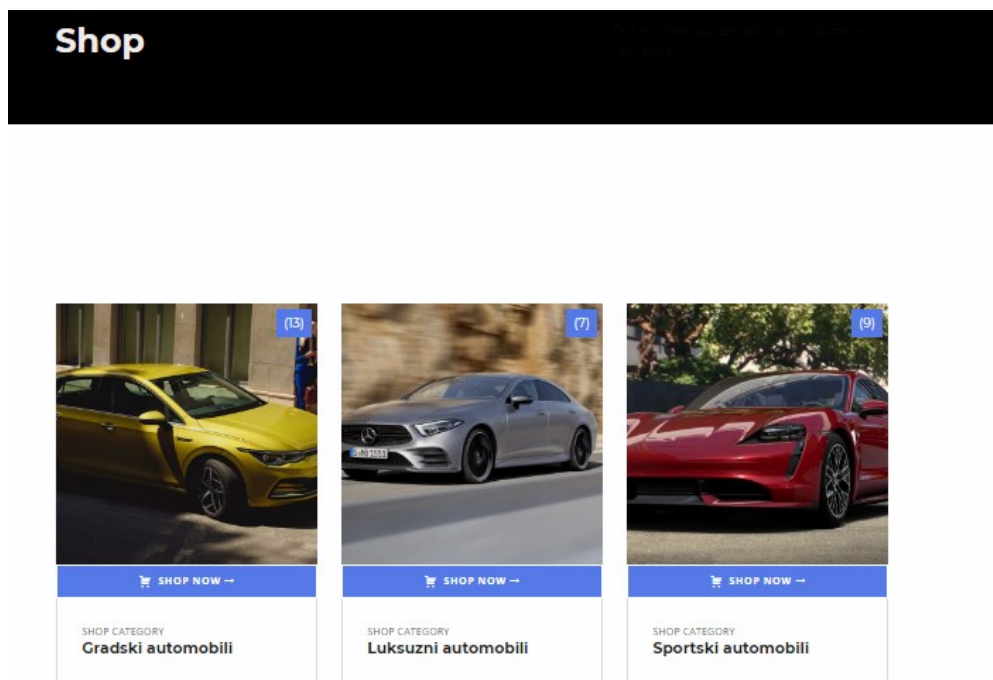 Shop
(13)
(7)
(9)
SHOP NOW →
SHOP NOW →
SHOP NOW →
SHOP CATEGORY
Gradski automobili
SHOP CATEGORY
Luksuzni automobili
SHOP CATEGORY
Sportski automobili